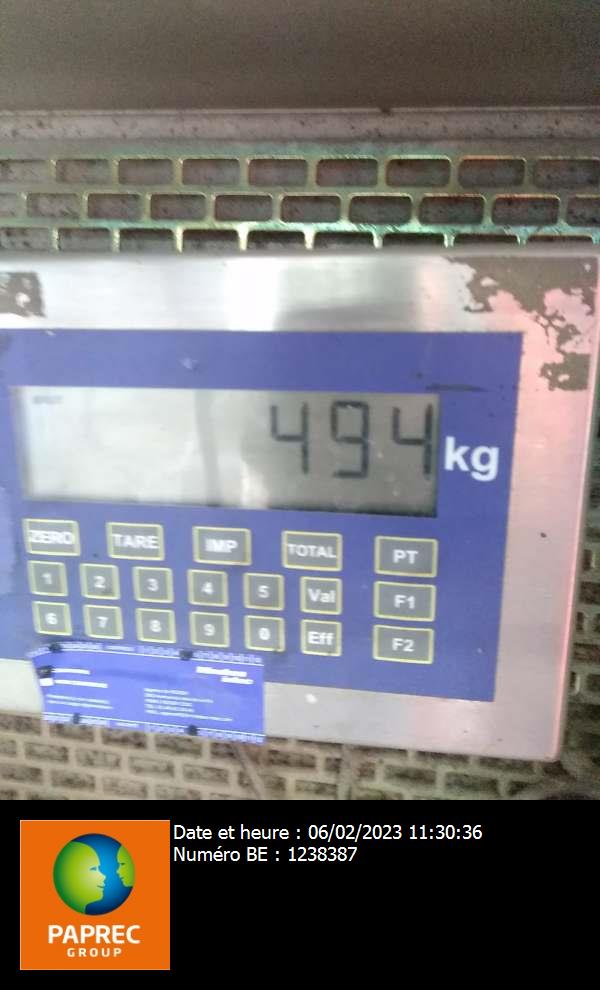 494 kg
ZERO TARE IMP TOTAL PT
1 2 3 4 5 Val F1
6 7 8 9 0 Eff F2
Date et heure : 06/02/2023 11:30:36
Numéro BE : 1238387
PAPREC
GROUP